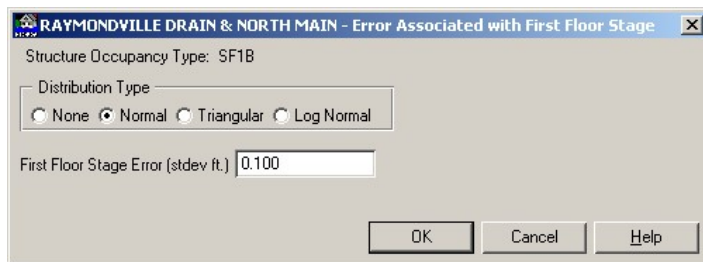 RAYMONDVILLE DRAIN & NORTH MAIN - Error Associated with First Floor Stage
Structure Occupancy Type: SF1B
Distribution Type
None Normal Triangular Log Normal
First Floor Stage Error (stdev ft.) 0.100
OK Cancel Help